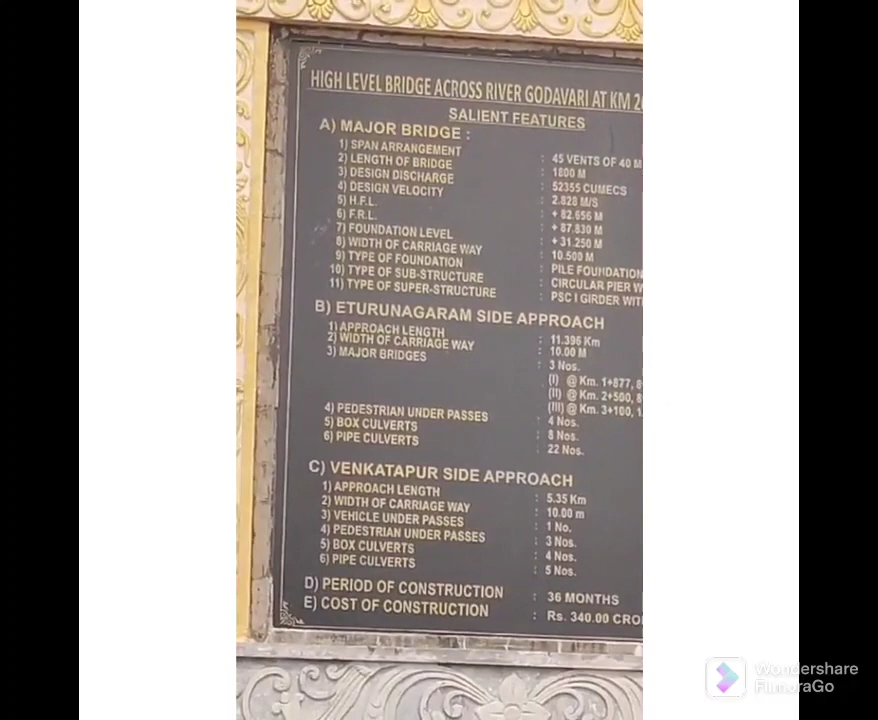 HIGH LEVEL BRIDGE ACROSS RIVER GODAVARI AT KM
SALIENT FEATURES
A) MAJOR BRIDGE :
1) SPAN ARRANGEMENT : 45 VENTS OF 40 M
2) LENGTH OF BRIDGE : 1800 M
3) DESIGN DISCHARGE : 52355 CUMECS
4) DESIGN VELOCITY : 2.828 M/S
5) H.F.L. : + 82.656 M
6) F.R.L. : + 87.830 M
7) FOUNDATION LEVEL : + 31.250 M
8) WIDTH OF CARRIAGE WAY : 10.500 M
9) TYPE OF FOUNDATION : PILE FOUNDATION
10) TYPE OF SUB-STRUCTURE : CIRCULAR PIER
11) TYPE OF SUPER-STRUCTURE : PSC I GIRDER
B) ETURUNAGARAM SIDE APPROACH
1) APPROACH LENGTH : 11.396 Km
2) WIDTH OF CARRIAGE WAY : 10.00 M
3) MAJOR BRIDGES : 3 Nos.
(I) @ Km. 1+877,
(II) @ Km. 2+500,
(III) @ Km. 3+100,
4) PEDESTRIAN UNDER PASSES : 4 Nos.
5) BOX CULVERTS : 8 Nos.
6) PIPE CULVERTS : 22 Nos.
C) VENKATAPUR SIDE APPROACH
1) APPROACH LENGTH : 5.35 Km
2) WIDTH OF CARRIAGE WAY : 10.00 m
3) VEHICLE UNDER PASSES : 1 No.
4) PEDESTRIAN UNDER PASSES : 3 Nos.
5) BOX CULVERTS : 4 Nos.
6) PIPE CULVERTS : 5 Nos.
D) PERIOD OF CONSTRUCTION : 36 MONTHS
E) COST OF CONSTRUCTION : Rs. 340.00
Wondershare
FilmoraGo